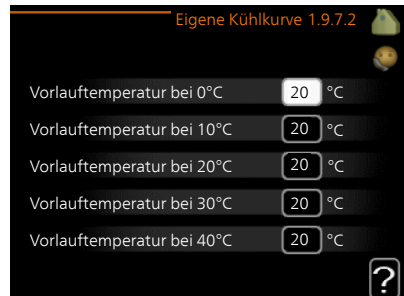 Eigene Kühlkurve 1.9.7.2
Vorlauftemperatur bei 0°C 20 °C
Vorlauftemperatur bei 10°C 20 °C
Vorlauftemperatur bei 20°C 20 °C
Vorlauftemperatur bei 30°C 20 °C
Vorlauftemperatur bei 40°C 20 °C
?